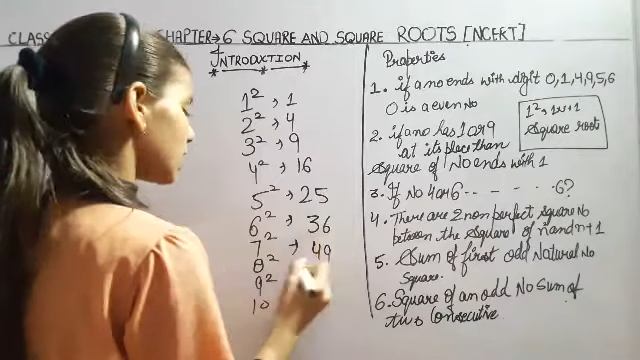 CLASS CHAPTER→6 SQUARE AND SQUARE ROOTS [NCERT]
INTRODUCTION
1² → 1
2² → 4
3² → 9
4² → 16
5² → 25
6² → 36
7² → 49
8²
9²
10
Properties
1. if a no ends with digit 0,1,4,9,5,6
0 is a even No
1²→ 1x1+1
Square root
2. if a no has 1 or 9
at its place than
Square of 1 No ends with 1
3. If No 4 or 6 - - - - - · · 6?
4. There are 2 non perfect square No
between the square of n and n+1
5. Sum of first odd Natural No
Square.
6. Square of an odd No Sum of
two Consecutive